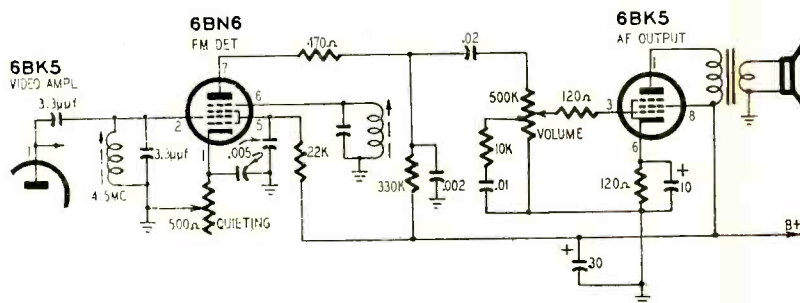 6BK5
VIDEO AMPL
3.3µµf
1
4.5MC
3.3µµf
2
6BN6
FM DET
7
6
5
1
.005
500Ω
QUIETING
22K
470Ω
330K
.002
.02
500K
VOLUME
10K
.01
120Ω
6BK5
AF OUTPUT
1
3
8
6
120Ω
+
10
+
30
B+